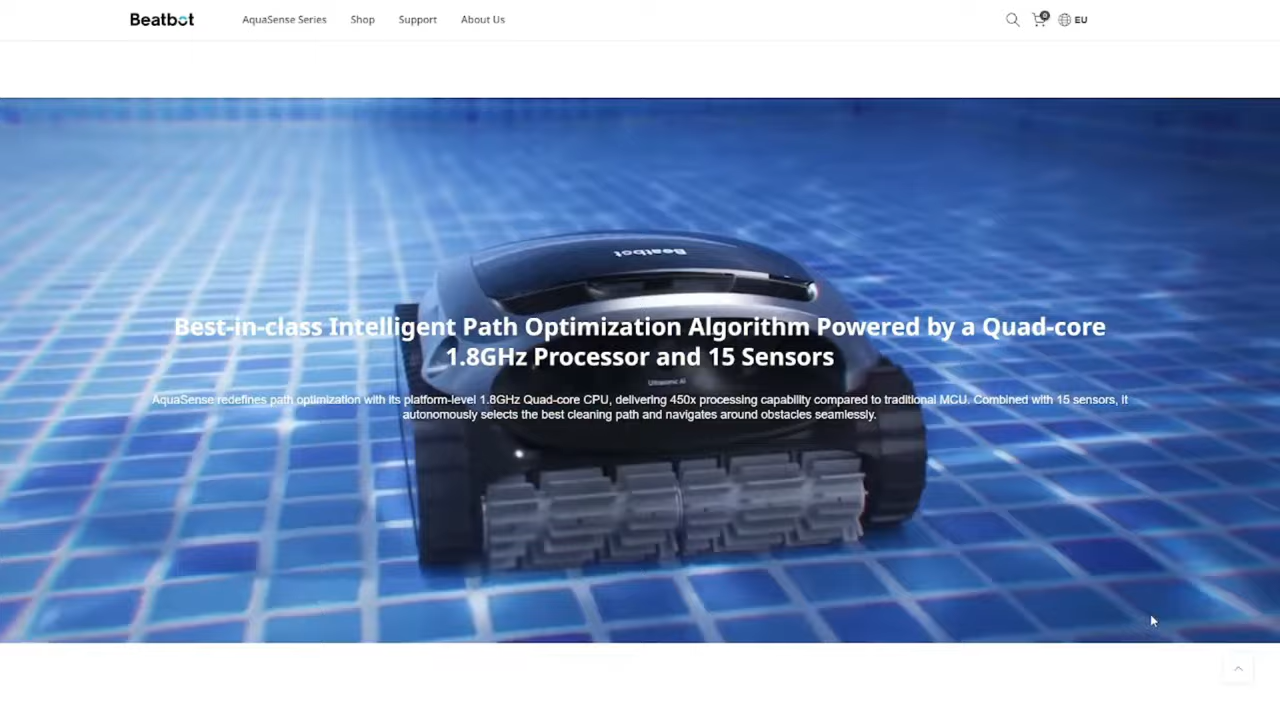 Beatbot
AquaSense Series
Shop
Support
About Us
0
EU
Beatbot
Best-in-class Intelligent Path Optimization Algorithm Powered by a Quad-core
1.8GHz Processor and 15 Sensors
Ultrasonic AI
AquaSense redefines path optimization with its platform-level 1.8GHz Quad-core CPU, delivering 450x processing capability compared to traditional MCU. Combined with 15 sensors, it
autonomously selects the best cleaning path and navigates around obstacles seamlessly.